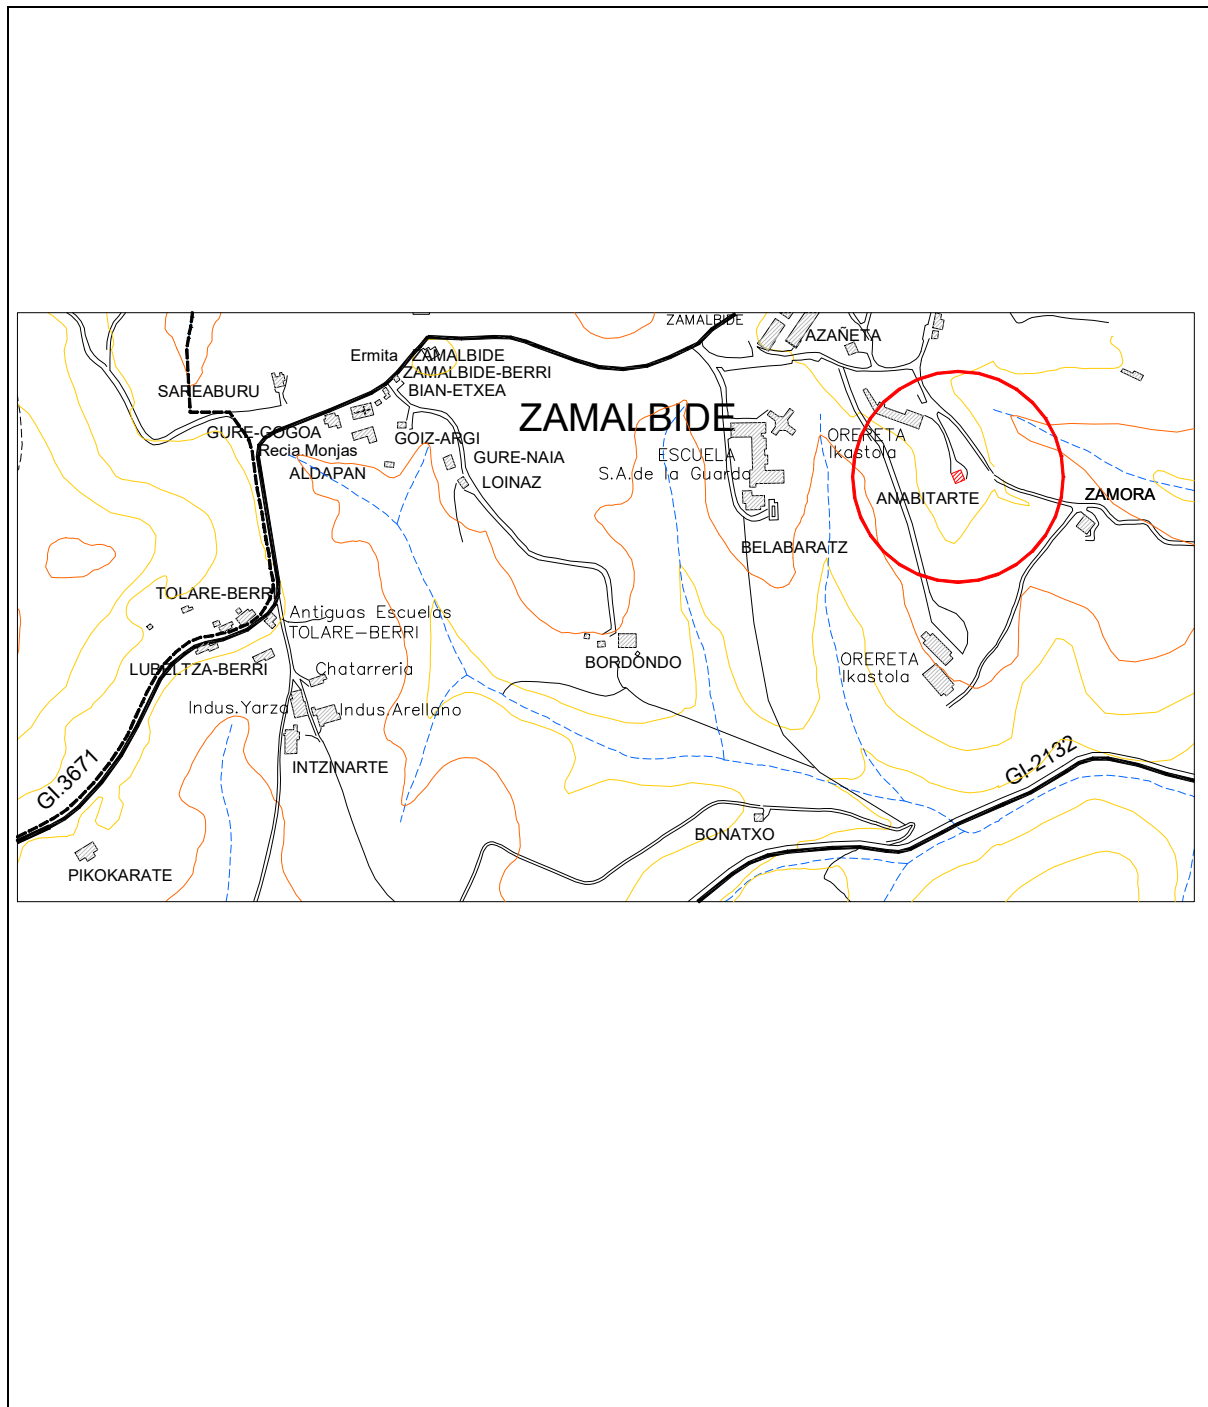 ZAMALBIDE
AZAÑETA
Ermita ZAMALBIDE
ZAMALBIDE-BERRI
BIAN-ETXEA
SAREABURU
ZAMALBIDE
GURE-GOGOA
GOIZ-ARGI
Recia Monjas
ALDAPAN
GURE-NAIA
LOINAZ
ESCUELA
S.A.de la Guarda
ORERETA
Ikastola
ANABITARTE
ZAMORA
BELABARATZ
TOLARE-BERRI
Antiguas Escuelas
TOLARE-BERRI
LUBELTZA-BERRI
Chatarreria
BORDONDO
ORERETA
Ikastola
Indus.Yarza
Indus.Arellano
INTZINARTE
GI.3671
GI-2132
BONATXO
PIKOKARATE